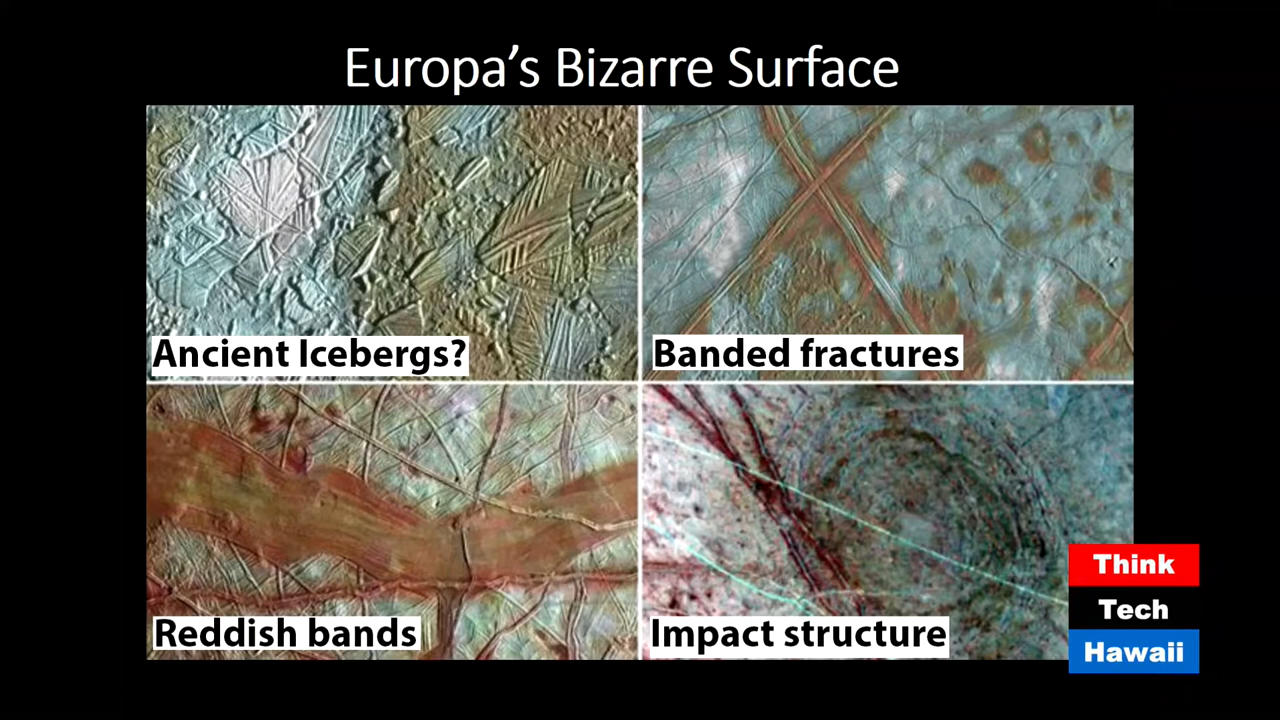 Europa's Bizarre Surface
Ancient Icebergs?
Banded fractures
Reddish bands
Impact structure
Think
Tech
Hawaii